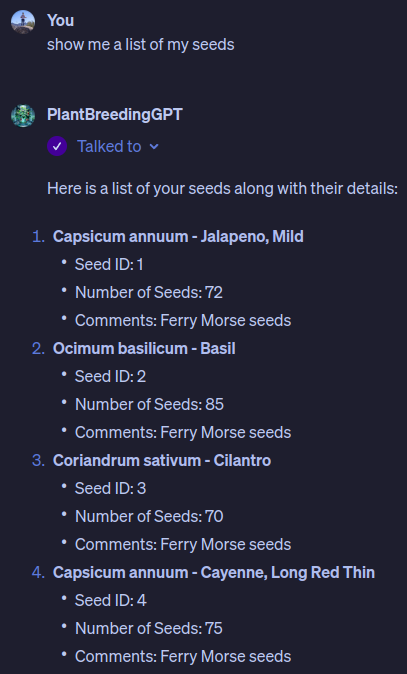 You
show me a list of my seeds
PlantBreedingGPT
Talked to
Here is a list of your seeds along with their details:
1. Capsicum annuum - Jalapeno, Mild
• Seed ID: 1
• Number of Seeds: 72
• Comments: Ferry Morse seeds
2. Ocimum basilicum - Basil
• Seed ID: 2
• Number of Seeds: 85
• Comments: Ferry Morse seeds
3. Coriandrum sativum - Cilantro
• Seed ID: 3
• Number of Seeds: 70
• Comments: Ferry Morse seeds
4. Capsicum annuum - Cayenne, Long Red Thin
• Seed ID: 4
• Number of Seeds: 75
• Comments: Ferry Morse seeds